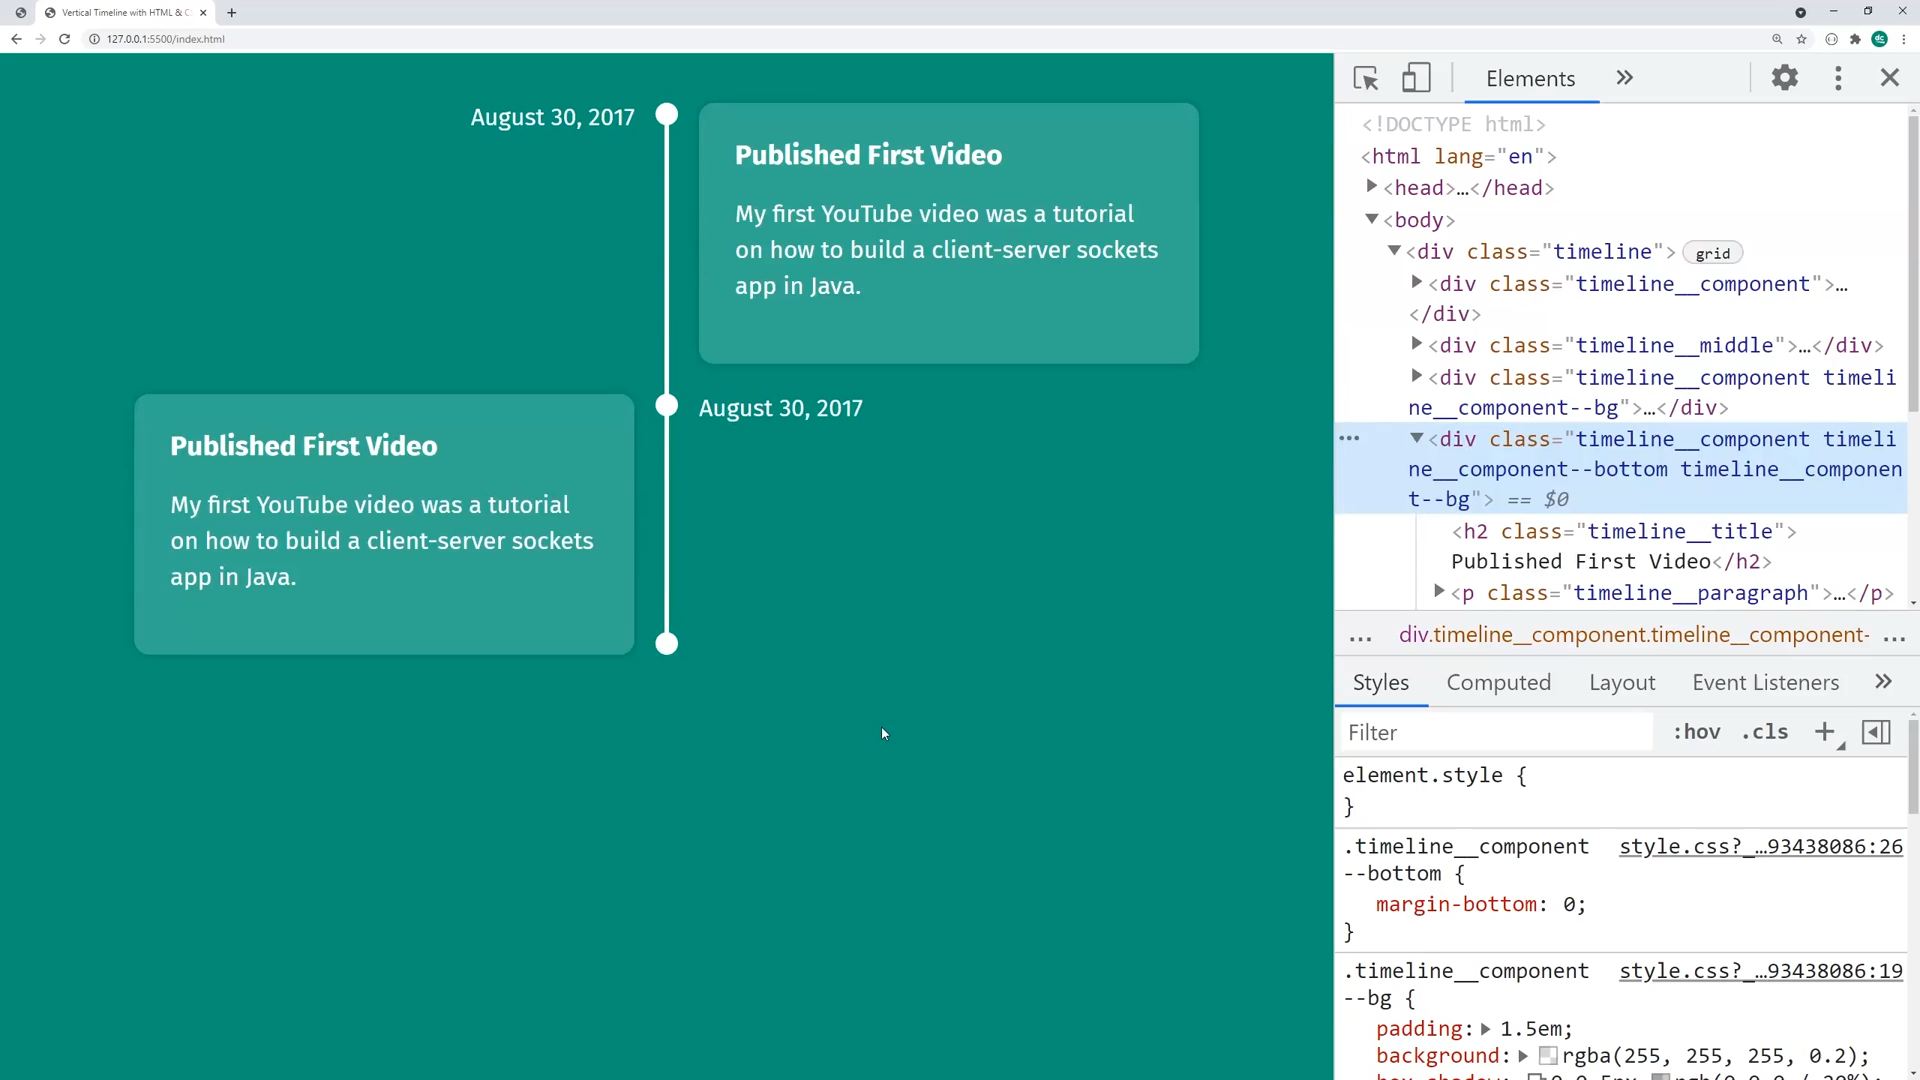 Vertical Timeline with HTML & C
127.0.0.1:5500/index.html
August 30, 2017
Published First Video
My first YouTube video was a tutorial
on how to build a client-server sockets
app in Java.
August 30, 2017
Published First Video
My first YouTube video was a tutorial
on how to build a client-server sockets
app in Java.
Elements
<!DOCTYPE html>
<html lang="en">
<head>…</head>
<body>
<div class="timeline"> grid
<div class="timeline__component">…
</div>
<div class="timeline__middle">…</div>
<div class="timeline__component timeli
ne__component--bg">…</div>
<div class="timeline__component timeli
ne__component--bottom timeline__componen
t--bg"> == $0
<h2 class="timeline__title">
Published First Video</h2>
<p class="timeline__paragraph">…</p>
… div.timeline__component.timeline__component- …
Styles Computed Layout Event Listeners
Filter :hov .cls
element.style {
}
.timeline__component style.css?_…93438086:26
--bottom {
margin-bottom: 0;
}
.timeline__component style.css?_…93438086:19
--bg {
padding: 1.5em;
background: rgba(255, 255, 255, 0.2);